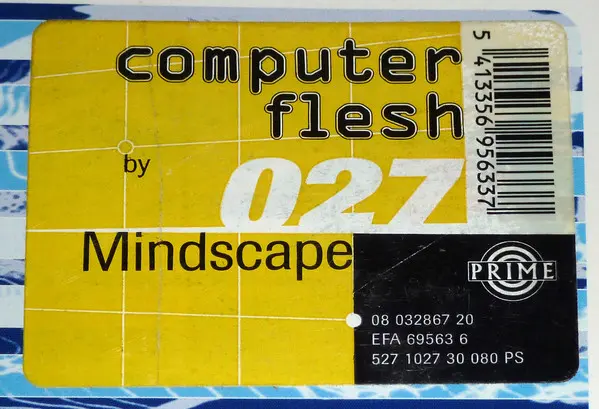 computer
flesh
by
027
Mindscape
5 413356 956337
PRIME
08 032867 20
EFA 69563 6
527 1027 30 080 PS